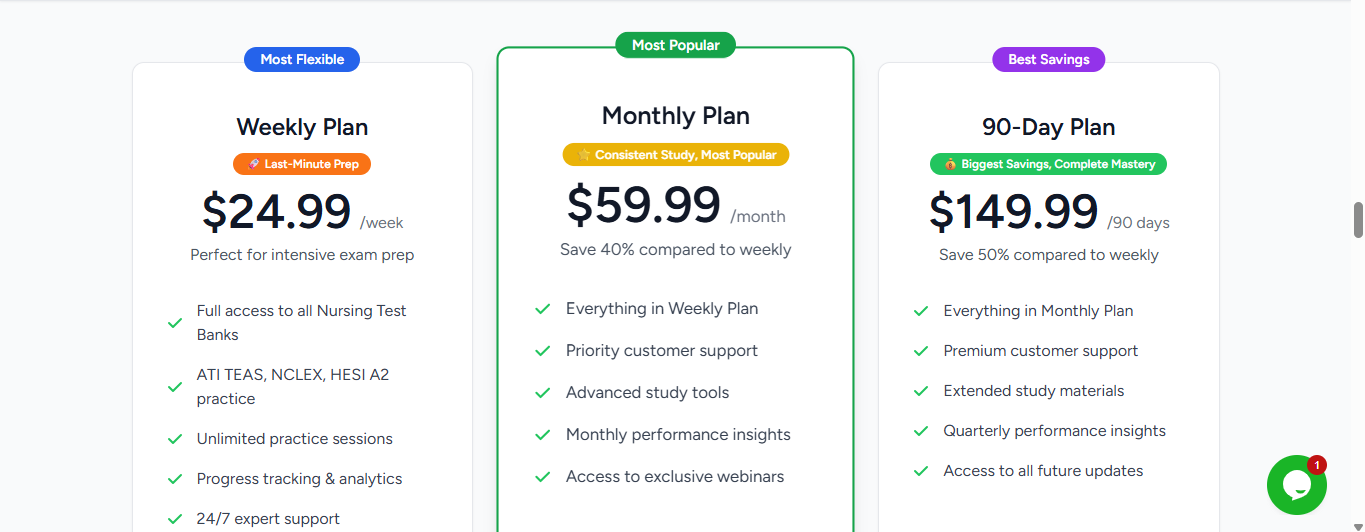 Most Flexible
Weekly Plan
🚀 Last-Minute Prep
$24.99 /week
Perfect for intensive exam prep
Full access to all Nursing Test
Banks
ATI TEAS, NCLEX, HESI A2
practice
Unlimited practice sessions
Progress tracking & analytics
24/7 expert support
Most Popular
Monthly Plan
⭐ Consistent Study, Most Popular
$59.99 /month
Save 40% compared to weekly
Everything in Weekly Plan
Priority customer support
Advanced study tools
Monthly performance insights
Access to exclusive webinars
Best Savings
90-Day Plan
💰 Biggest Savings, Complete Mastery
$149.99 /90 days
Save 50% compared to weekly
Everything in Monthly Plan
Premium customer support
Extended study materials
Quarterly performance insights
Access to all future updates
1